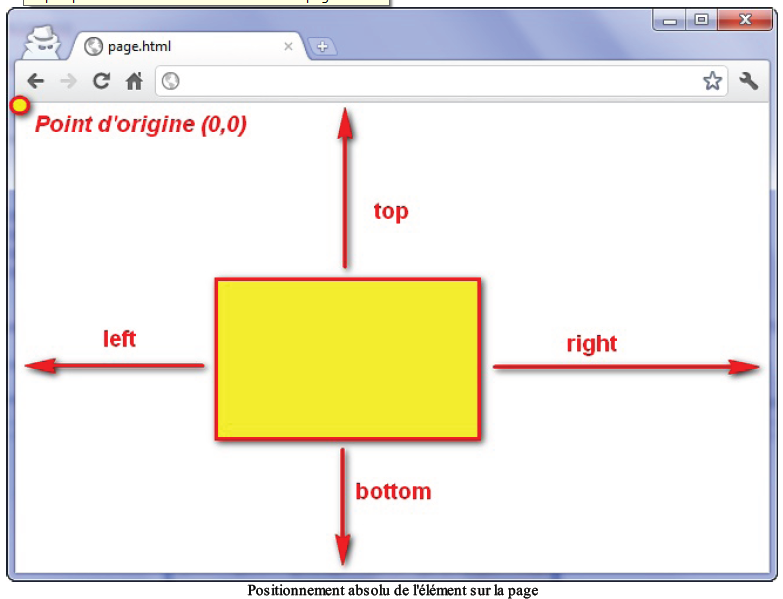 page.html
Point d'origine (0,0)
top
left
right
bottom
Positionnement absolu de l'élément sur la page